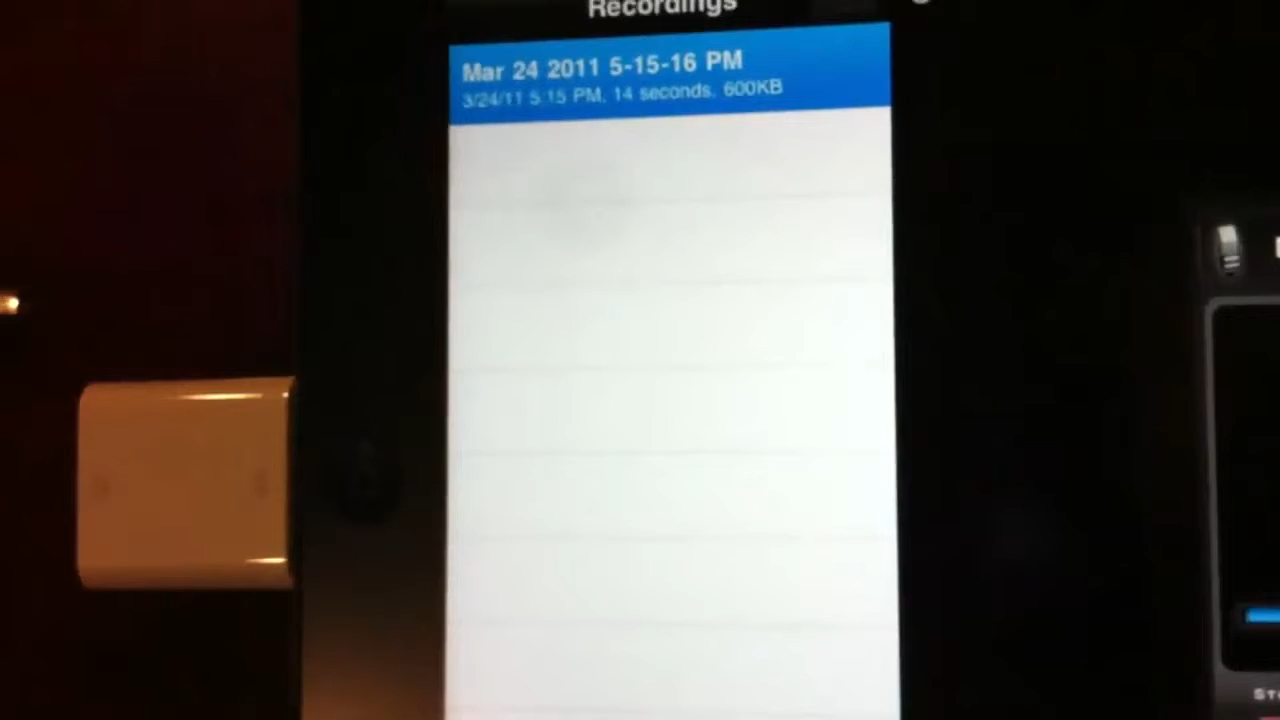 Recordings
Mar 24 2011 5-15-16 PM
3/24/11 5:15 PM, 14 seconds, 600KB